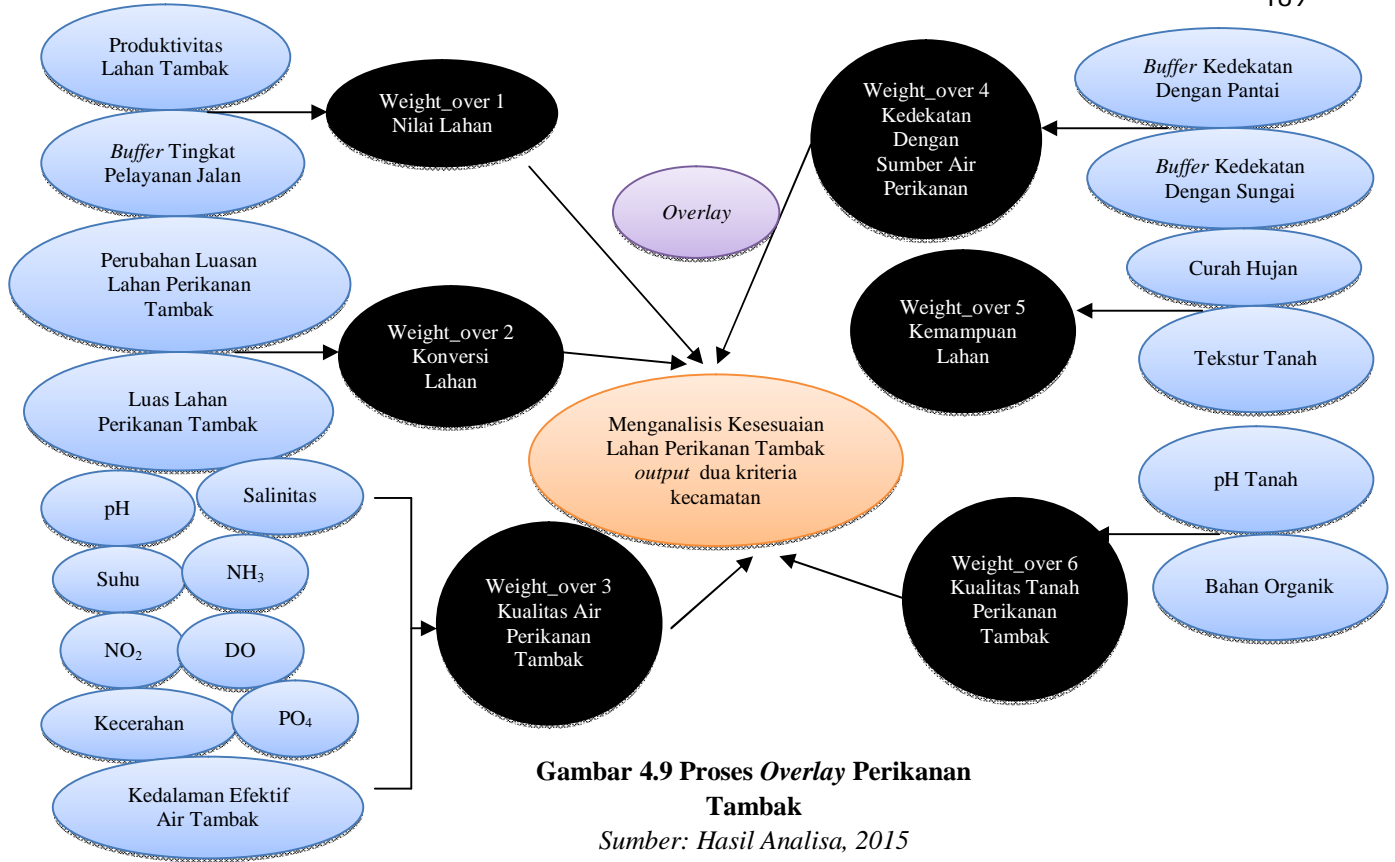 Produktivitas
Lahan Tambak
Buffer Tingkat
Pelayanan Jalan
Perubahan Luasan
Lahan Perikanan
Tambak
Luas Lahan
Perikanan Tambak
pH
Salinitas
Suhu
NH₃
NO₂
DO
Kecerahan
PO₄
Kedalaman Efektif
Air Tambak
Weight_over 1
Nilai Lahan
Weight_over 2
Konversi
Lahan
Weight_over 3
Kualitas Air
Perikanan
Tambak
Overlay
Menganalisis Kesesuaian
Lahan Perikanan Tambak
output dua kriteria
kecamatan
Weight_over 4
Kedekatan
Dengan
Sumber Air
Perikanan
Weight_over 5
Kemampuan
Lahan
Weight_over 6
Kualitas Tanah
Perikanan
Tambak
Buffer Kedekatan
Dengan Pantai
Buffer Kedekatan
Dengan Sungai
Curah Hujan
Tekstur Tanah
pH Tanah
Bahan Organik
Gambar 4.9 Proses Overlay Perikanan
Tambak
Sumber: Hasil Analisa, 2015